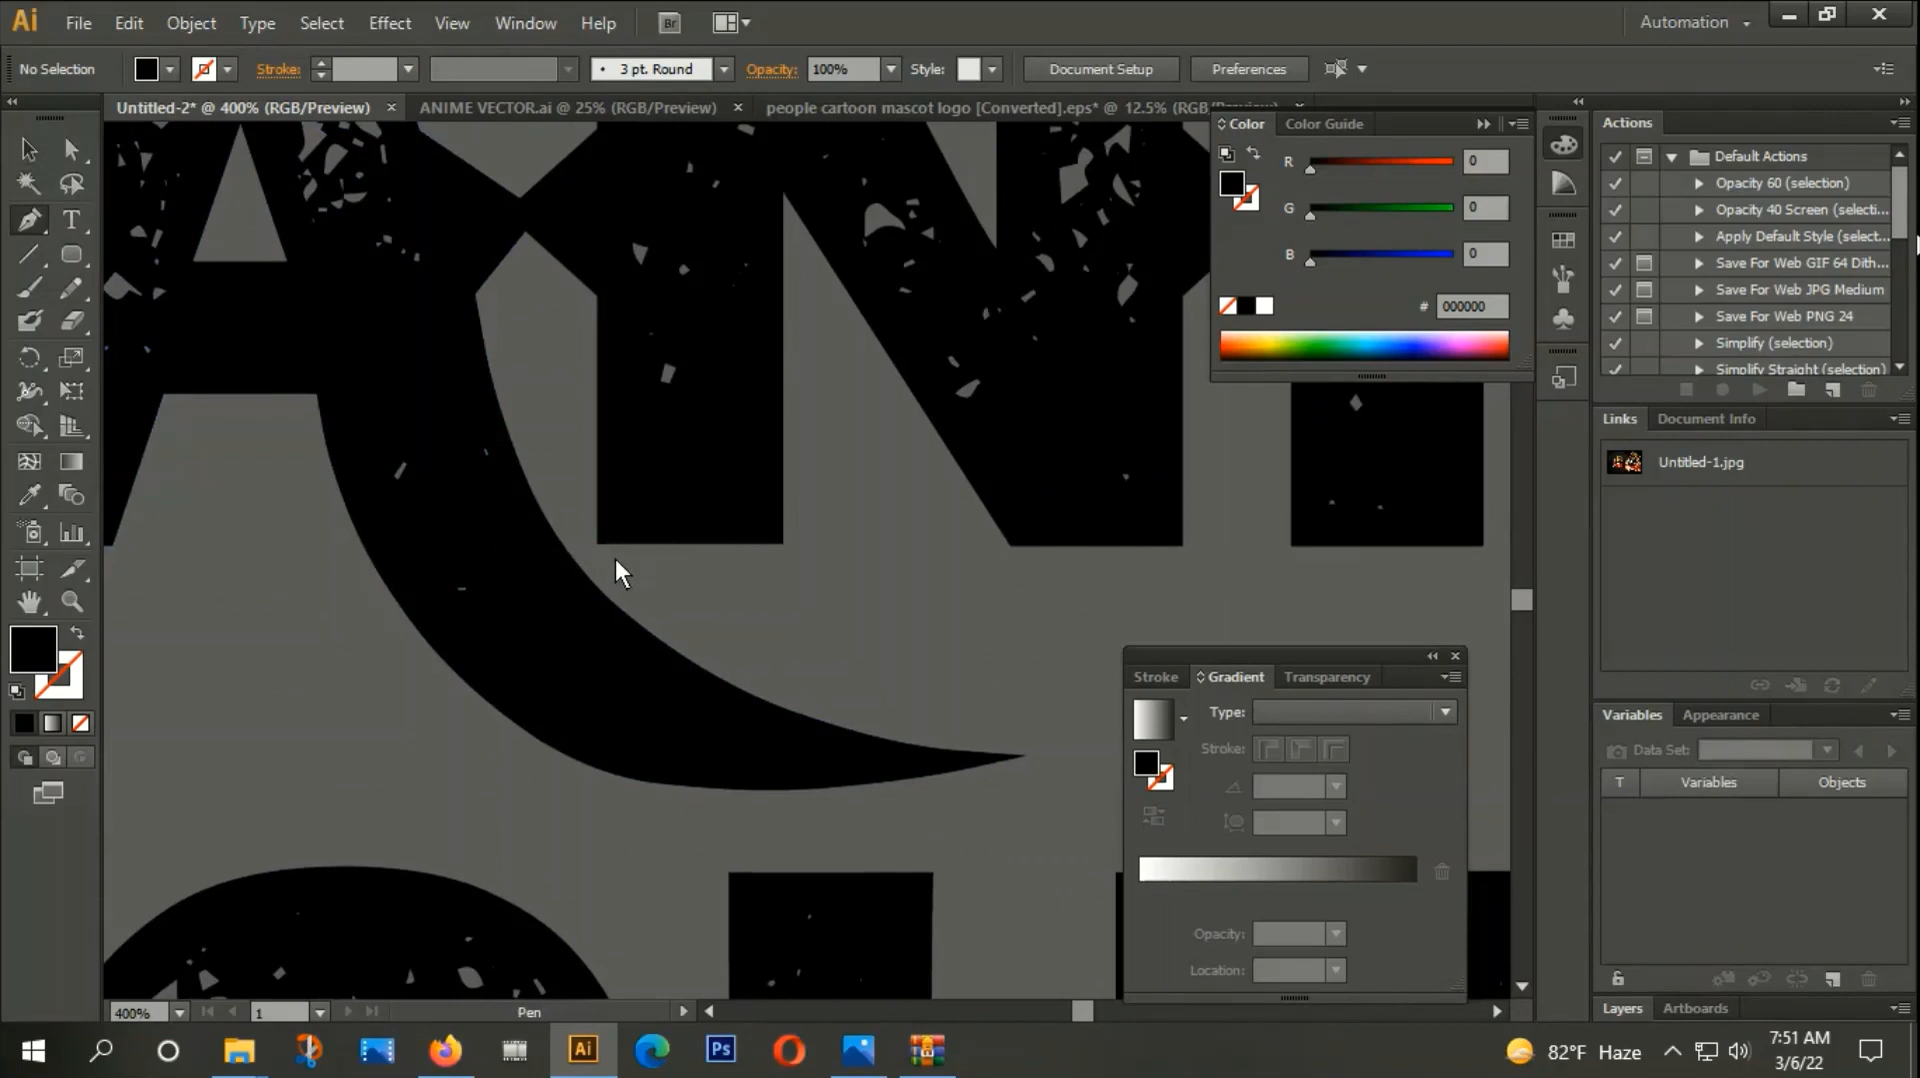 Ai File Edit Object Type Select Effect View Window Help Br Automation
No Selection Stroke: 3 pt. Round Opacity: 100% Style: Document Setup Preferences
Untitled-2* @ 400% (RGB/Preview) ANIME VECTOR.ai @ 25% (RGB/Preview) people cartoon mascot logo [Converted].eps* @ 12.5% (RGB/Preview)
Color Color Guide
R 0
G 0
B 0
# 000000
Actions
Default Actions
Opacity 60 (selection)
Opacity 40 Screen (selecti...
Apply Default Style (select...
Save For Web GIF 64 Dith...
Save For Web JPG Medium
Save For Web PNG 24
Simplify (selection)
Simplify Straight (selection)
Links Document Info
Untitled-1.jpg
Stroke Gradient Transparency
Type:
Stroke:
Opacity:
Location:
Variables Appearance
Data Set:
T Variables Objects
Layers Artboards
400% 1 Pen
Ai Ps 82°F Haze 7:51 AM
3/6/22